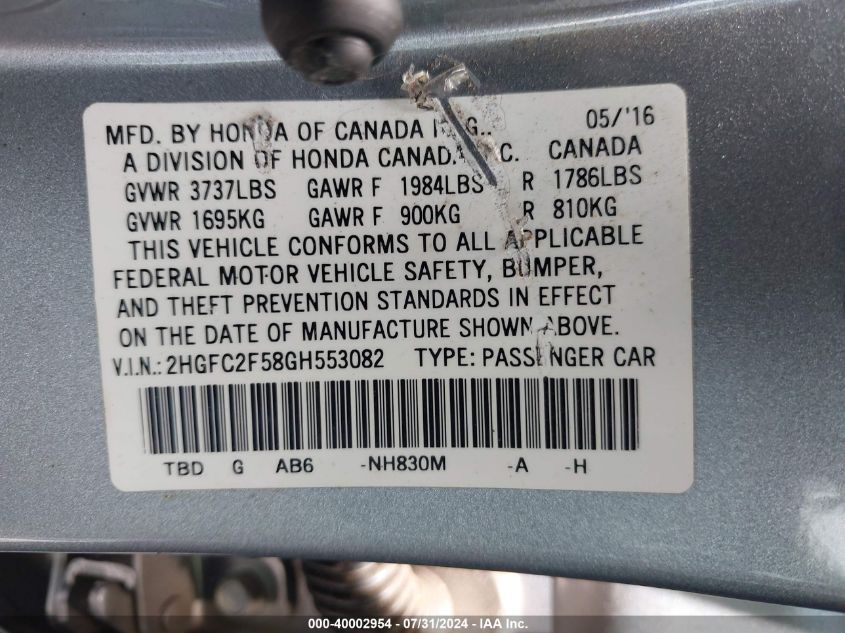 MFD. BY HONDA OF CANADA MFG.. 05/'16
A DIVISION OF HONDA CANADA INC. CANADA
GVWR 3737LBS GAWR F 1984LBS R 1786LBS
GVWR 1695KG GAWR F 900KG R 810KG
THIS VEHICLE CONFORMS TO ALL APPLICABLE
FEDERAL MOTOR VEHICLE SAFETY, BUMPER,
AND THEFT PREVENTION STANDARDS IN EFFECT
ON THE DATE OF MANUFACTURE SHOWN ABOVE.
V.I.N.: 2HGFC2F58GH553082 TYPE: PASSENGER CAR
TBD G AB6 -NH830M -A -H
000-40002954 - 07/31/2024 - IAA Inc.